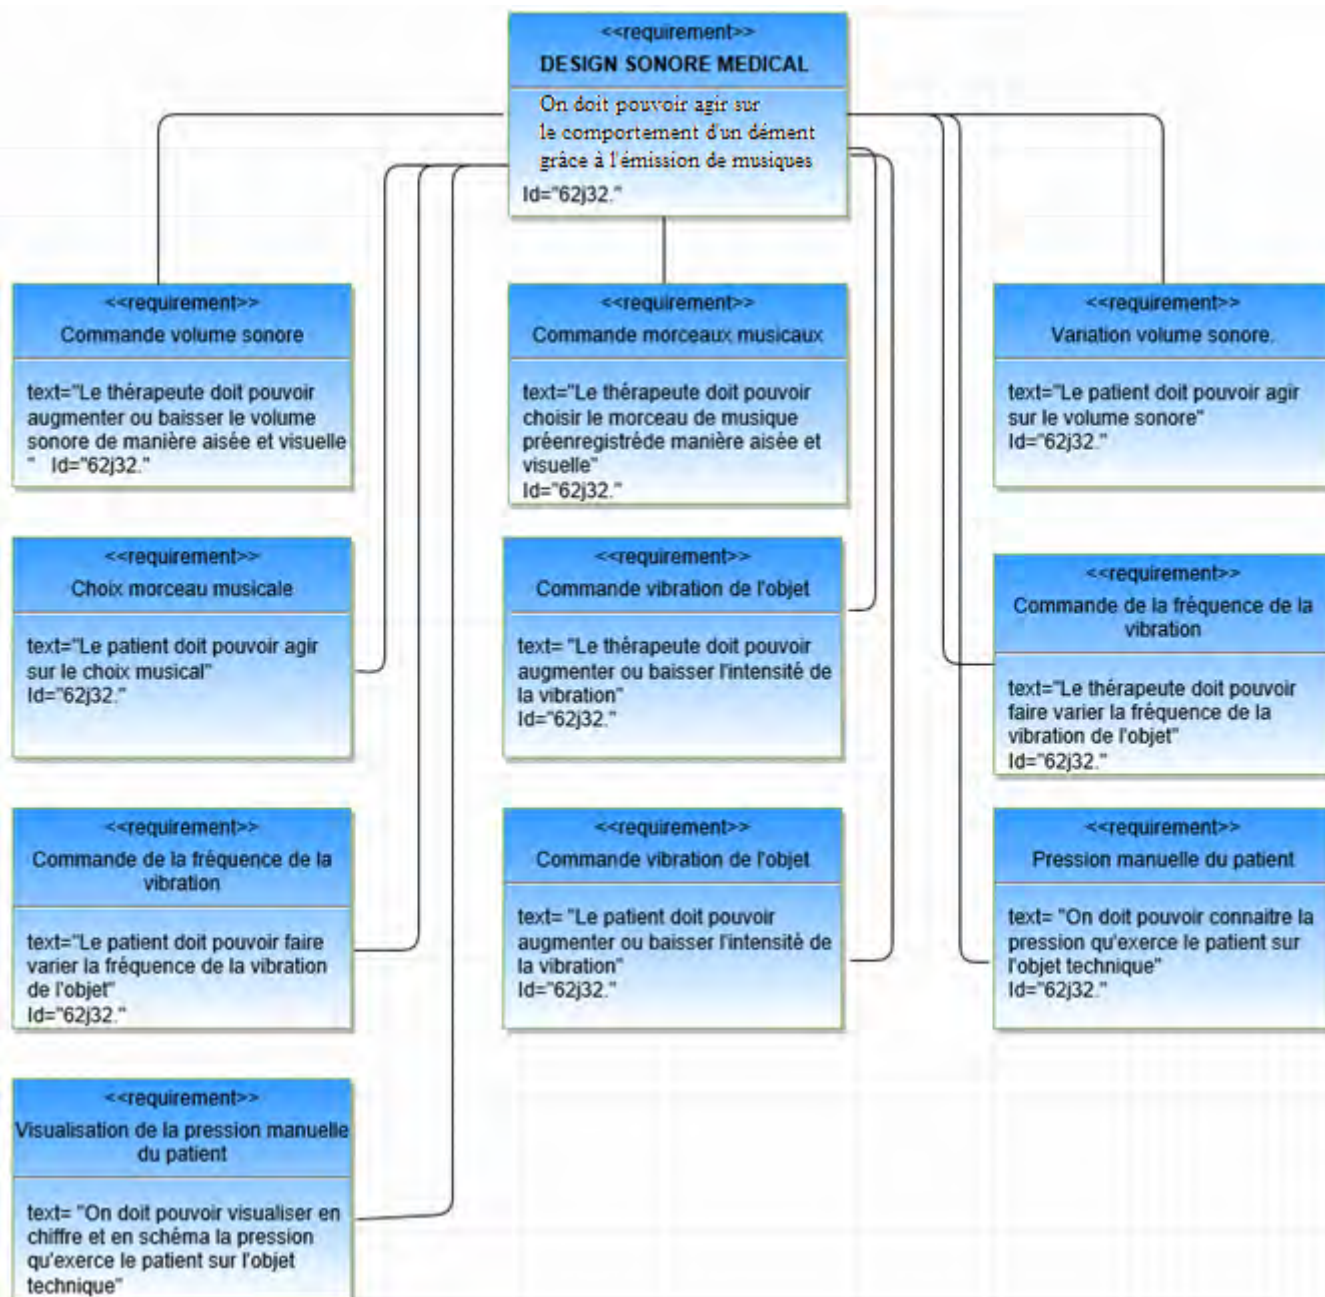 <<requirement>>
DESIGN SONORE MEDICAL
On doit pouvoir agir sur
le comportement d'un dément
grâce à l'émission de musiques
Id="62j32."
<<requirement>>
Commande volume sonore
text="Le thérapeute doit pouvoir
augmenter ou baisser le volume
sonore de manière aisée et visuelle
" Id="62j32."
<<requirement>>
Commande morceaux musicaux
text="Le thérapeute doit pouvoir
choisir le morceau de musique
préenregistréde manière aisée et
visuelle"
Id="62j32."
<<requirement>>
Variation volume sonore.
text="Le patient doit pouvoir agir
sur le volume sonore"
Id="62j32."
<<requirement>>
Choix morceau musicale
text="Le patient doit pouvoir agir
sur le choix musical"
Id="62j32."
<<requirement>>
Commande vibration de l'objet
text= "Le thérapeute doit pouvoir
augmenter ou baisser l'intensité de
la vibration"
Id="62j32."
<<requirement>>
Commande de la fréquence de la
vibration
text="Le thérapeute doit pouvoir
faire varier la fréquence de la
vibration de l'objet"
Id="62j32."
<<requirement>>
Commande de la fréquence de la
vibration
text="Le patient doit pouvoir faire
varier la fréquence de la vibration
de l'objet"
Id="62j32."
<<requirement>>
Commande vibration de l'objet
text= "Le patient doit pouvoir
augmenter ou baisser l'intensité de
la vibration"
Id="62j32."
<<requirement>>
Pression manuelle du patient
text= "On doit pouvoir connaitre la
pression qu'exerce le patient sur
l'objet technique"
Id="62j32."
<<requirement>>
Visualisation de la pression manuelle
du patient
text= "On doit pouvoir visualiser en
chiffre et en schéma la pression
qu'exerce le patient sur l'objet
technique"